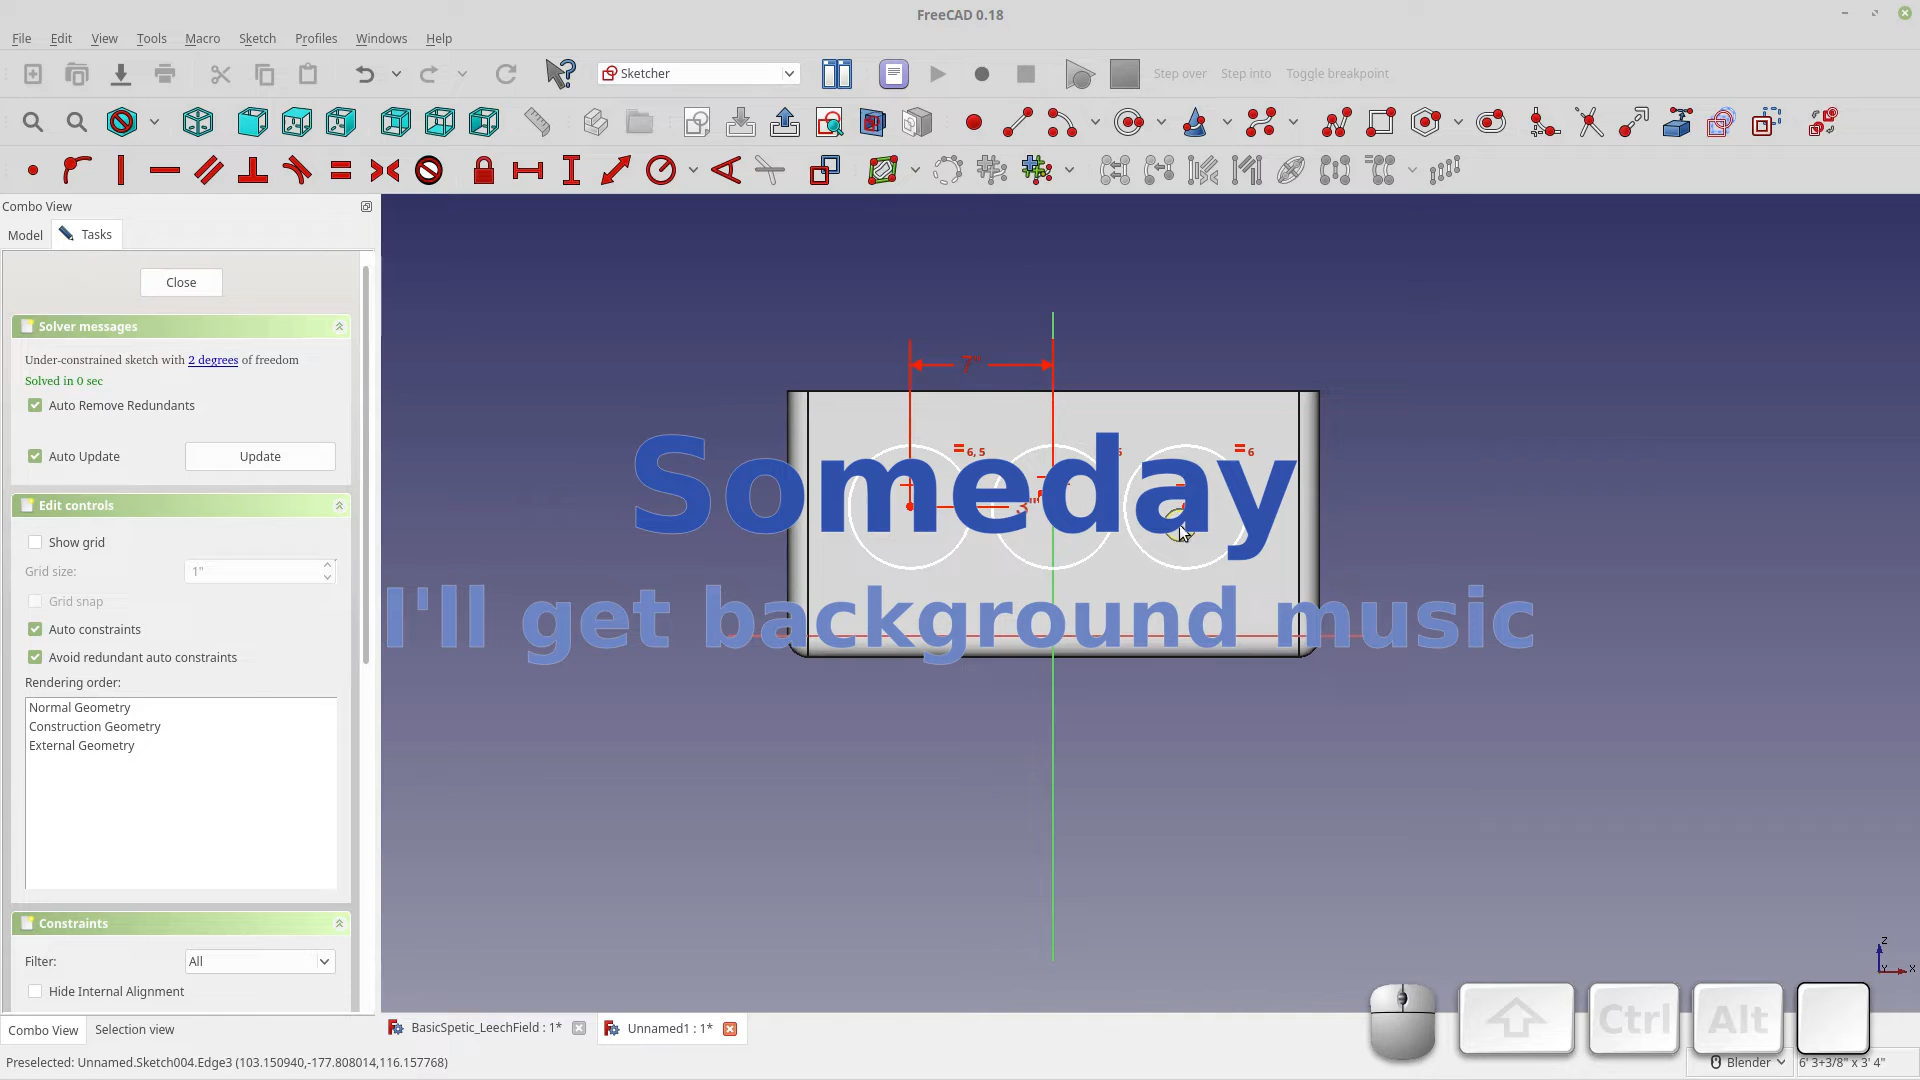 FreeCAD 0.18
File Edit View Tools Macro Sketch Profiles Windows Help
Sketcher
Step over Step into Toggle breakpoint
Combo View
Model Tasks
Close
Solver messages
Under-constrained sketch with 2 degrees of freedom
Solved in 0 sec
Auto Remove Redundants
Auto Update Update
Edit controls
Show grid
Grid size: 1"
Grid snap
Auto constraints
Avoid redundant auto constraints
Rendering order:
Normal Geometry
Construction Geometry
External Geometry
Constraints
Filter: All
Hide Internal Alignment
Combo View Selection view
7"
6, 5
6
3"
Someday
I'll get background music
Z
Y X
BasicSpetic_LeechField : 1* Unnamed1 : 1*
Ctrl Alt
Preselected: Unnamed.Sketch004.Edge3 (103.150940,-177.808014,116.157768)
Blender 6' 3+3/8" x 3' 4"